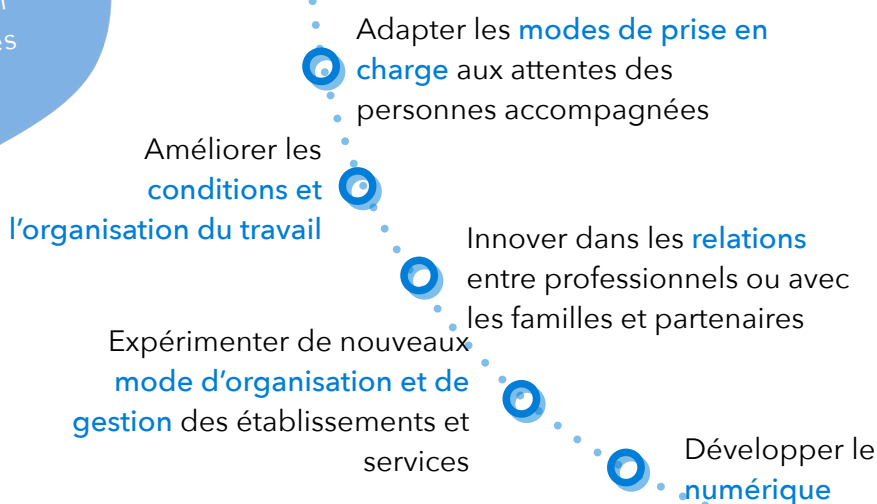 Adapter les modes de prise en
charge aux attentes des
personnes accompagnées
Améliorer les
conditions et
l'organisation du travail
Innover dans les relations
entre professionnels ou avec
les familles et partenaires
Expérimenter de nouveaux
mode d'organisation et de
gestion des établissements et
services
Développer le
numérique